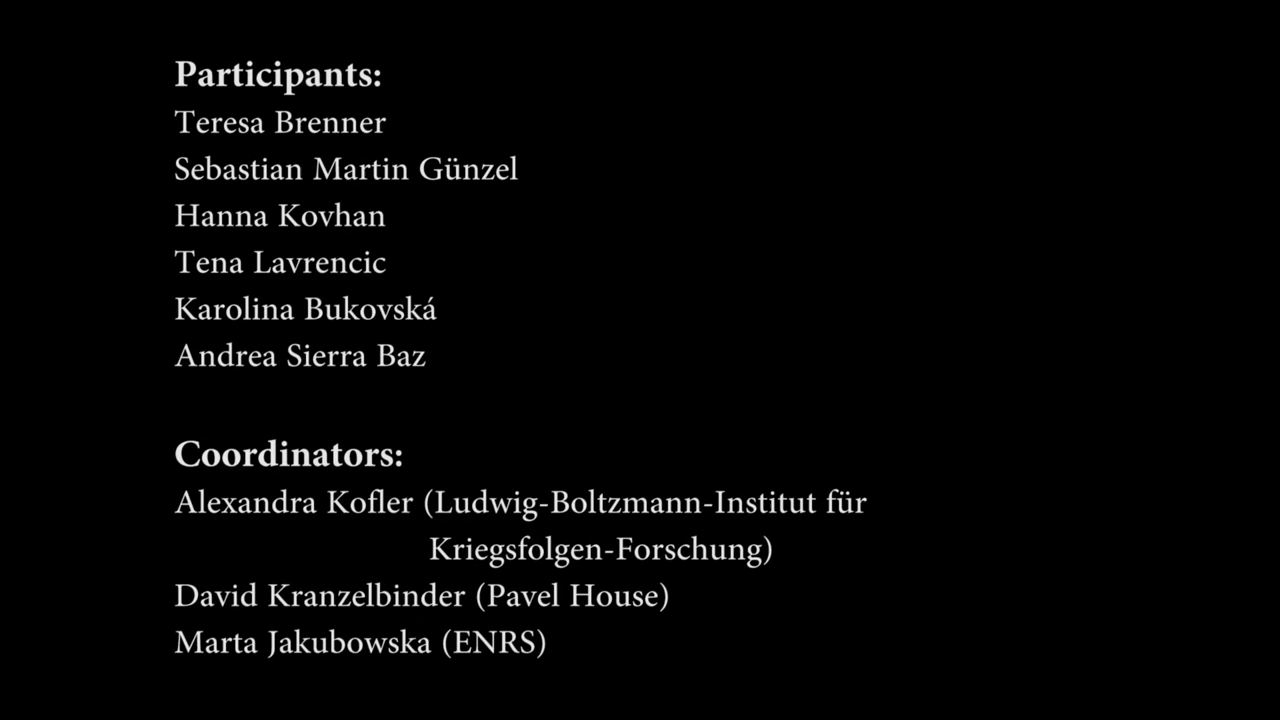 Participants:
Teresa Brenner
Sebastian Martin Günzel
Hanna Kovhan
Tena Lavrencic
Karolina Bukovská
Andrea Sierra Baz
Coordinators:
Alexandra Kofler (Ludwig-Boltzmann-Institut für
Kriegsfolgen-Forschung)
David Kranzelbinder (Pavel House)
Marta Jakubowska (ENRS)